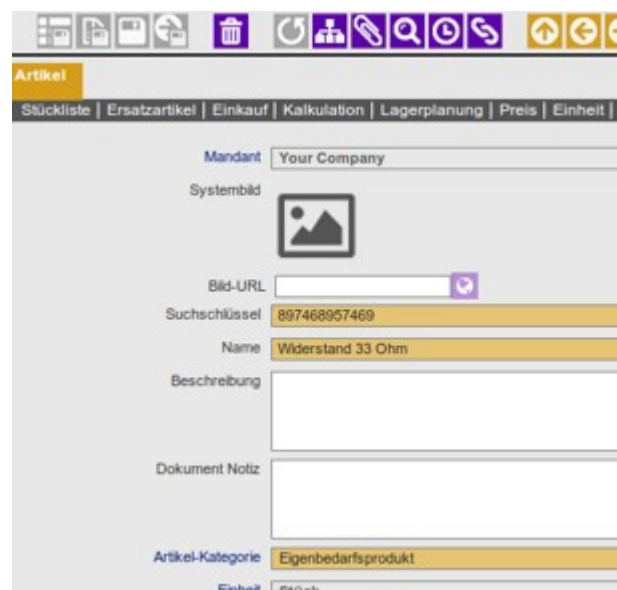 Artikel
Stückliste | Ersatzartikel | Einkauf | Kalkulation | Lagerplanung | Preis | Einheit |
Mandant Your Company
Systembild
Bild-URL
Suchschlüssel 897468957469
Name Widerstand 33 Ohm
Beschreibung
Dokument Notiz
Artikel-Kategorie Eigenbedarfsprodukt
Einheit Stück